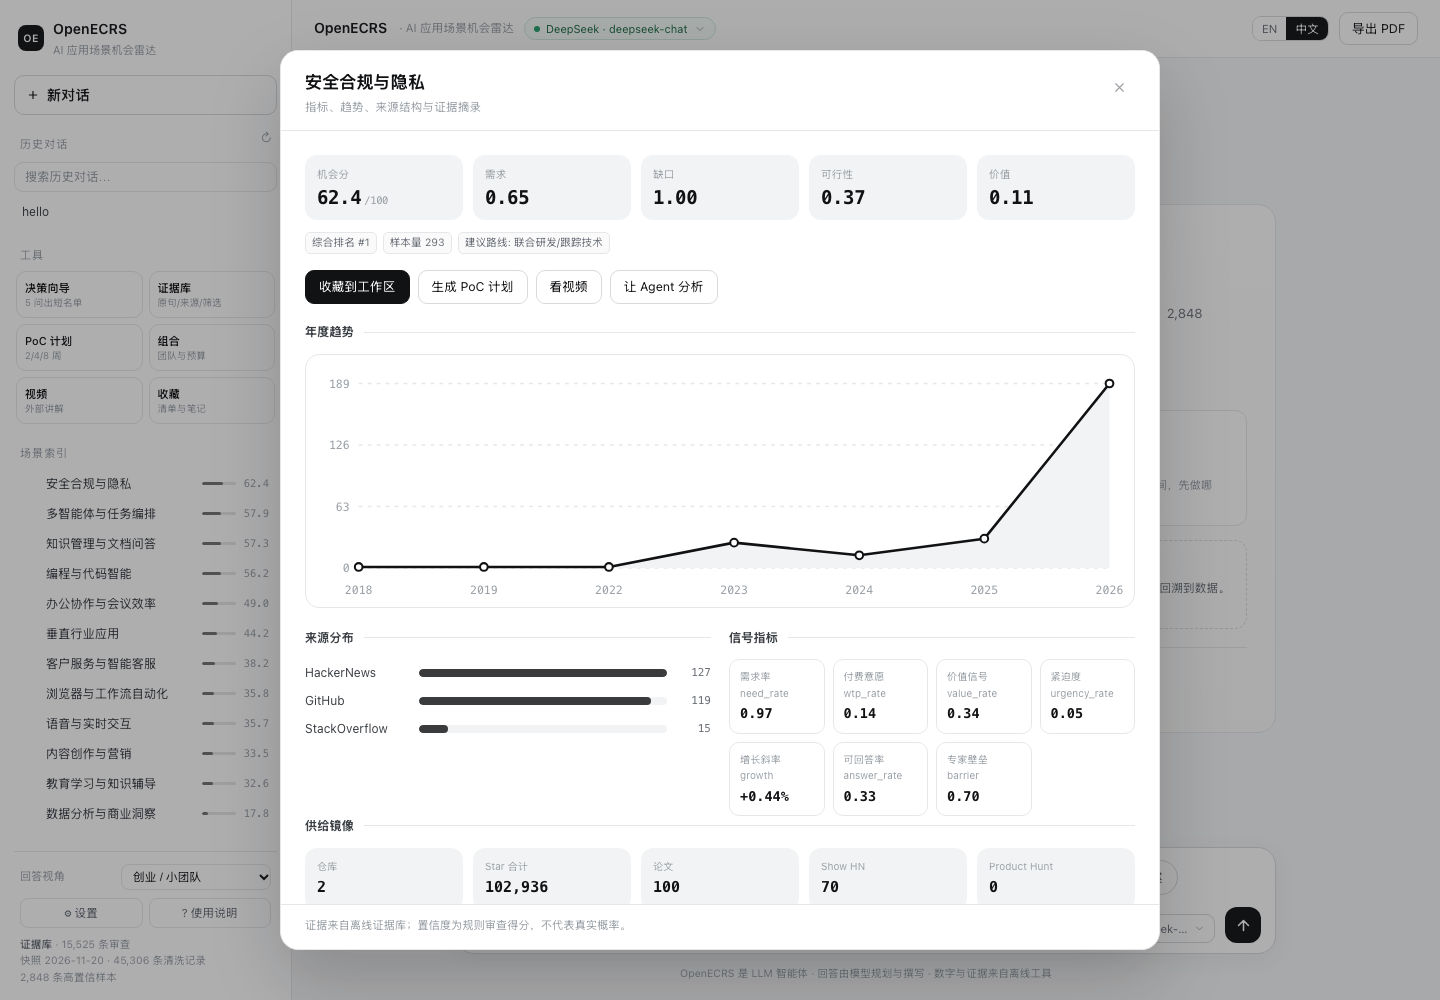 OE
OpenECRS
AI 应用场景机会雷达
+ 新对话
历史对话
搜索历史对话...
hello
工具
决策向导
5 问出短名单
证据库
原句/来源/筛选
PoC 计划
2/4/8 周
组合
团队与预算
视频
外部讲解
收藏
清单与笔记
场景索引
安全合规与隐私 62.4
多智能体与任务编排 57.9
知识管理与文档问答 57.3
编程与代码智能 56.2
办公协作与会议效率 49.0
垂直行业应用 44.2
客户服务与智能客服 38.2
浏览器与工作流自动化 35.8
语音与实时交互 35.7
内容创作与营销 33.5
教育学习与知识辅导 32.6
数据分析与商业洞察 17.8
回答视角 创业 / 小团队
设置
? 使用说明
证据库 · 15,525 条审查
快照 2026-11-20 · 45,306 条清洗记录
2,848 条高置信样本
OpenECRS · AI 应用场景机会雷达 DeepSeek · deepseek-chat
EN 中文 导出 PDF
安全合规与隐私
指标、趋势、来源结构与证据摘录
×
机会分
62.4 /100
需求
0.65
缺口
1.00
可行性
0.37
价值
0.11
综合排名 #1 样本量 293 建议路线: 联合研发/跟踪技术
收藏到工作区 生成 PoC 计划 看视频 让 Agent 分析
年度趋势
189
126
63
0
2018 2019 2022 2023 2024 2025 2026
来源分布
HackerNews 127
GitHub 119
StackOverflow 15
信号指标
需求率
need_rate
0.97
付费意愿
wtp_rate
0.14
价值信号
value_rate
0.34
紧迫度
urgency_rate
0.05
增长斜率
growth
+0.44%
可回答率
answer_rate
0.33
专家壁垒
barrier
0.70
供给镜像
仓库
2
Star 合计
102,936
论文
100
Show HN
70
Product Hunt
0
证据来自离线证据库；置信度为规则审查得分，不代表真实概率。
2,848
，先做哪
回溯到数据。
ek-...
OpenECRS 是 LLM 智能体 · 回答由模型规划与撰写 · 数字与证据来自离线工具